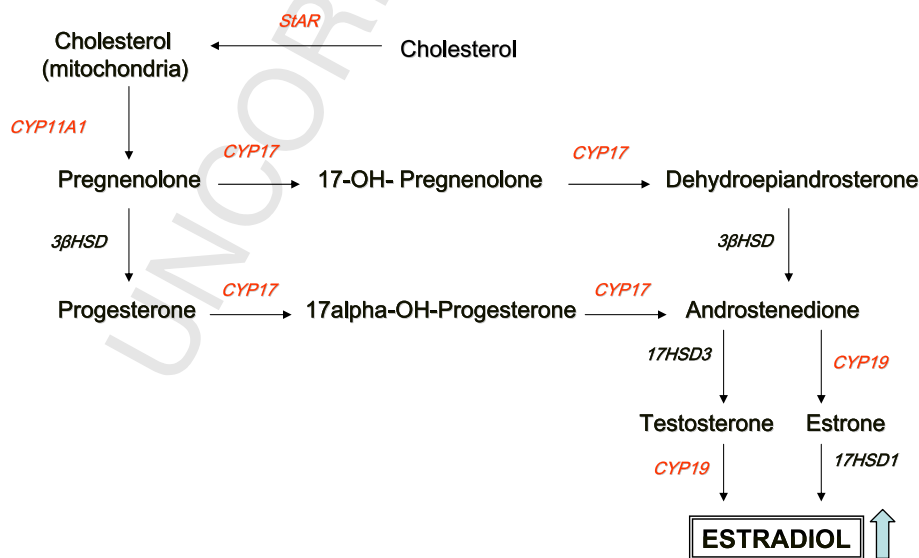 StAR
Cholesterol
(mitochondria)
Cholesterol
CYP11A1
CYP17
CYP17
Pregnenolone
17-OH- Pregnenolone
Dehydroepiandrosterone
3βHSD
3βHSD
CYP17
CYP17
Progesterone
17alpha-OH-Progesterone
Androstenedione
17HSD3
CYP19
Testosterone
Estrone
CYP19
17HSD1
ESTRADIOL
UNCOR